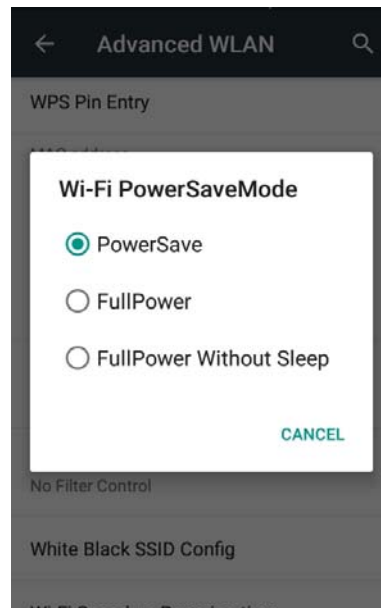 Advanced WLAN
WPS Pin Entry
Wi-Fi PowerSaveMode
PowerSave
FullPower
FullPower Without Sleep
CANCEL
No Filter Control
White Black SSID Config